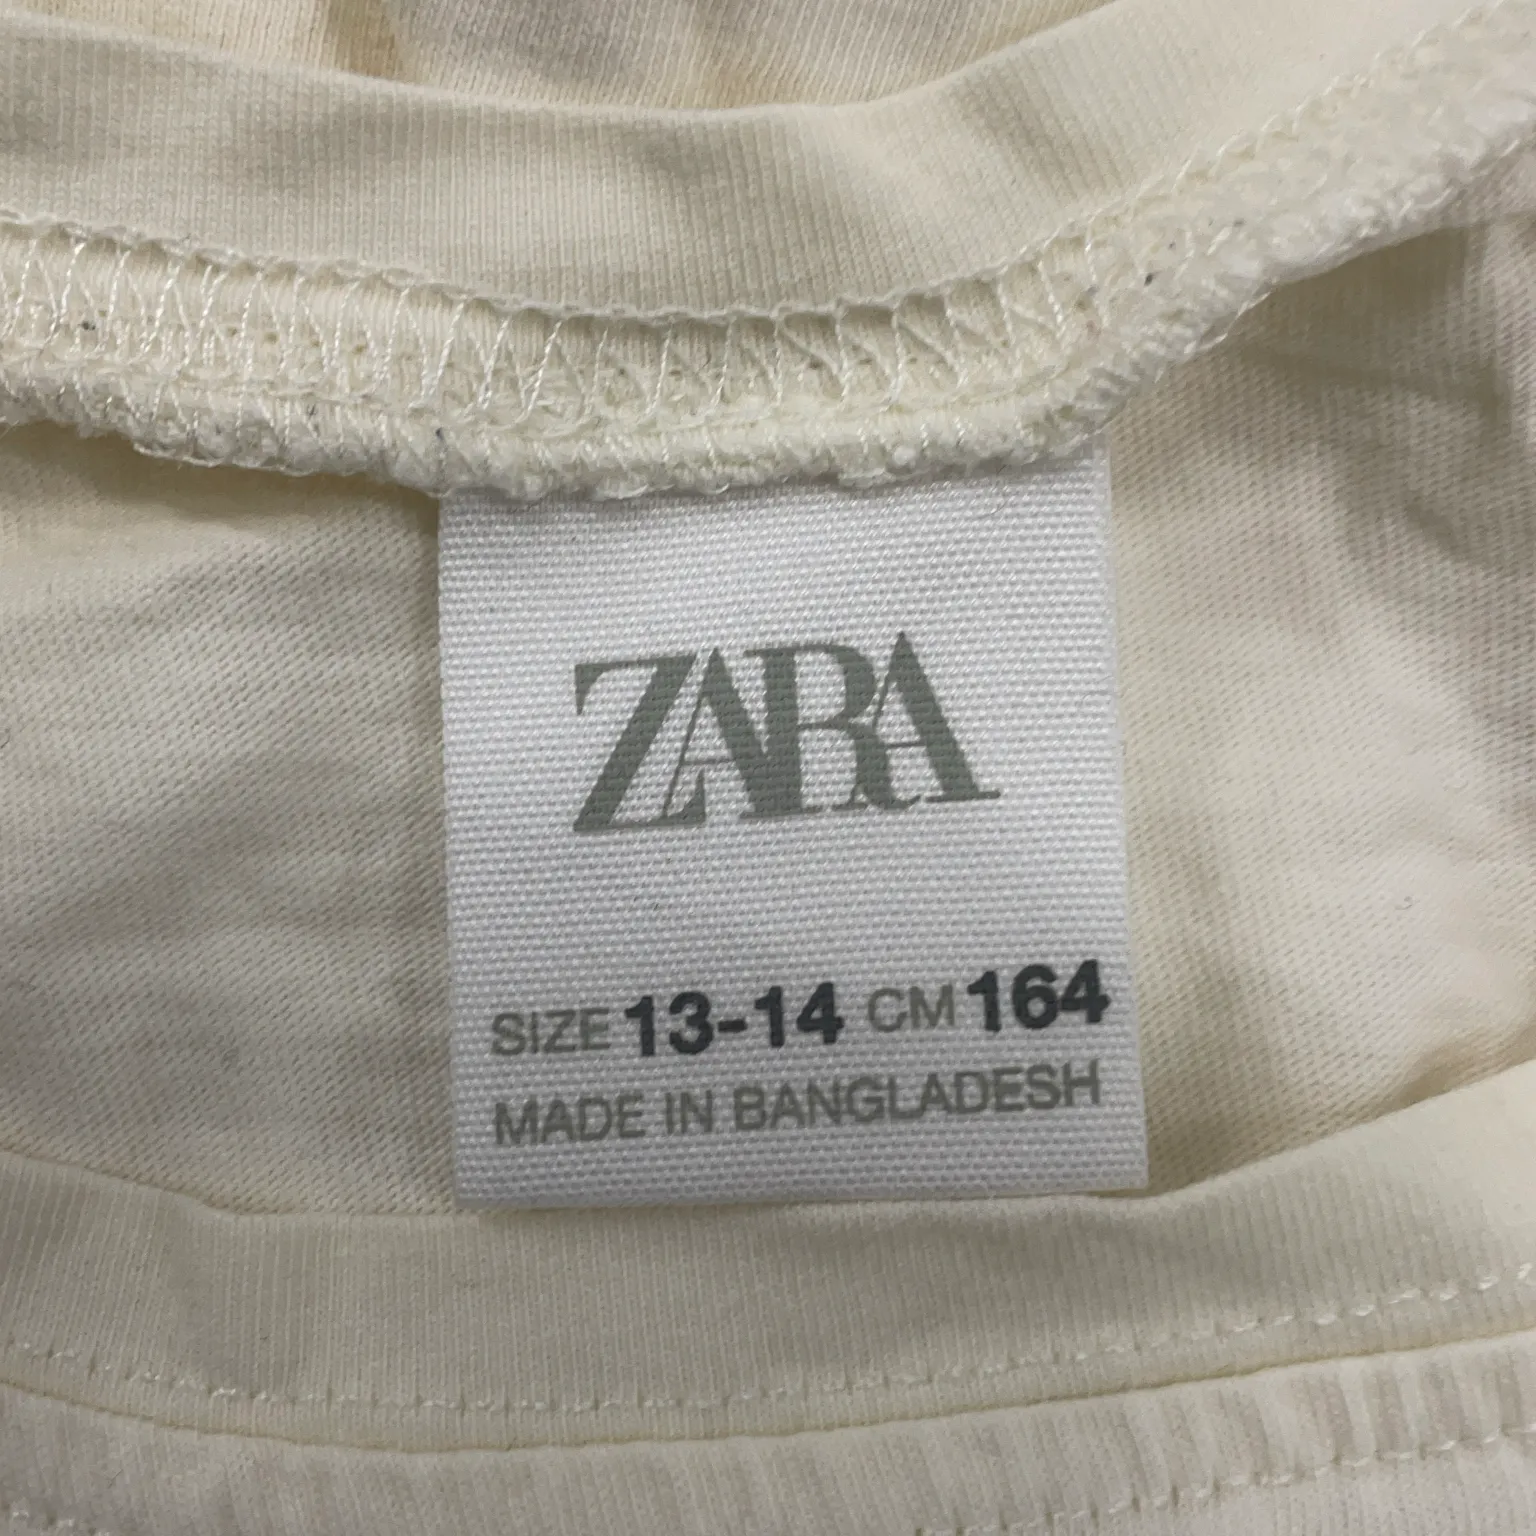 ZARA
SIZE 13-14 CM 164
MADE IN BANGLADESH